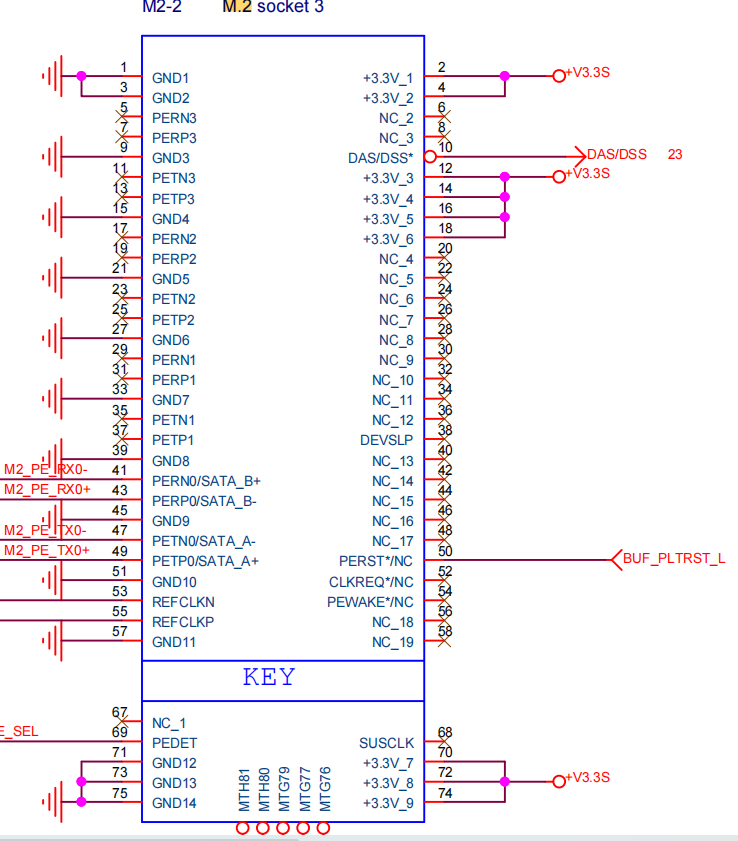 M2-2 M.2 socket 3
1 GND1 +3.3V_1 2 +V3.3S
3 GND2 +3.3V_2 4
5 PERN3 NC_2 6
7 PERP3 NC_3 8
9 GND3 DAS/DSS* 10 DAS/DSS 23
11 PETN3 +3.3V_3 12 +V3.3S
13 PETP3 +3.3V_4 14
15 GND4 +3.3V_5 16
17 PERN2 +3.3V_6 18
19 PERP2 NC_4 20
21 GND5 NC_5 22
23 PETN2 NC_6 24
25 PETP2 NC_7 26
27 GND6 NC_8 28
29 PERN1 NC_9 30
31 PERP1 NC_10 32
33 GND7 NC_11 34
35 PETN1 NC_12 36
37 PETP1 DEVSLP 38
39 GND8 NC_13 40
M2_PE_RX0- 41 PERN0/SATA_B+ NC_14 42
M2_PE_RX0+ 43 PERP0/SATA_B- NC_15 44
45 GND9 NC_16 46
M2_PE_TX0- 47 PETN0/SATA_A- NC_17 48
M2_PE_TX0+ 49 PETP0/SATA_A+ PERST*/NC 50 BUF_PLTRST_L
51 GND10 CLKREQ*/NC 52
53 REFCLKN PEWAKE*/NC 54
55 REFCLKP NC_18 56
57 GND11 NC_19 58
KEY
67 NC_1
E_SEL 69 PEDET SUSCLK 68
71 GND12 +3.3V_7 70
73 GND13 +3.3V_8 72 +V3.3S
75 GND14 +3.3V_9 74
MTH81
MTH80
MTG79
MTG77
MTG76